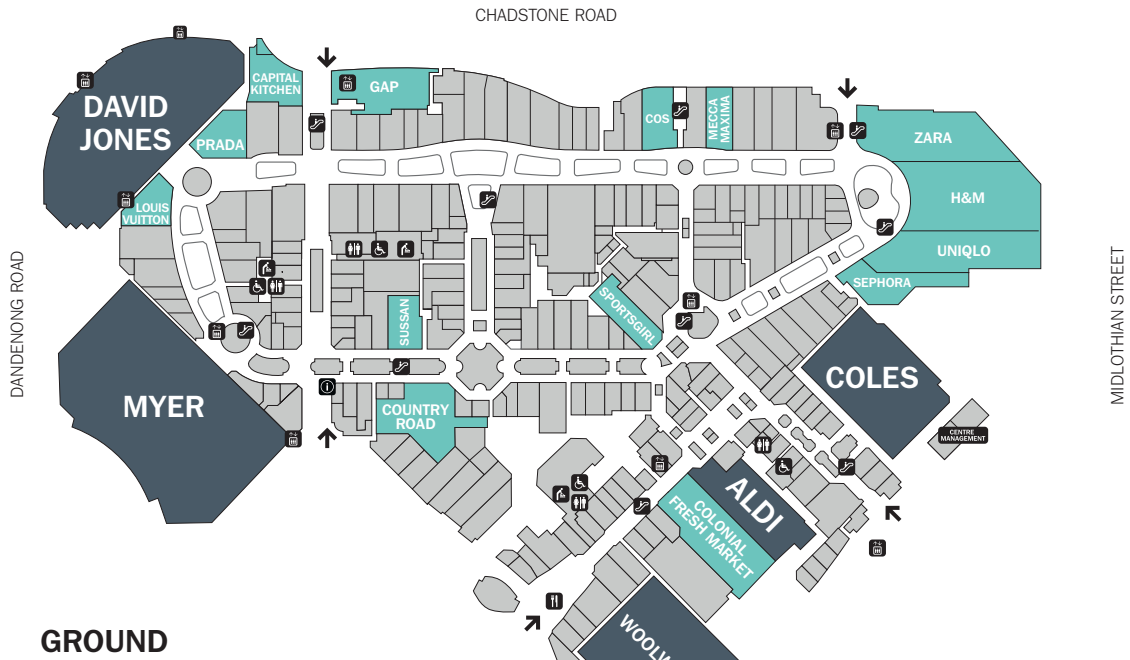 CHADSTONE ROAD
DAVID
JONES
CAPITAL
KITCHEN
GAP
PRADA
COS
MECCA
MAXIMA
ZARA
LOUIS
VUITTON
H&M
UNIQLO
SEPHORA
DANDENONG ROAD
MIDLOTHIAN STREET
SUSSAN
SPORTSGIRL
MYER
i
COUNTRY
ROAD
COLES
CENTRE
MANAGEMENT
ALDI
COLONIAL
FRESH MARKET
GROUND